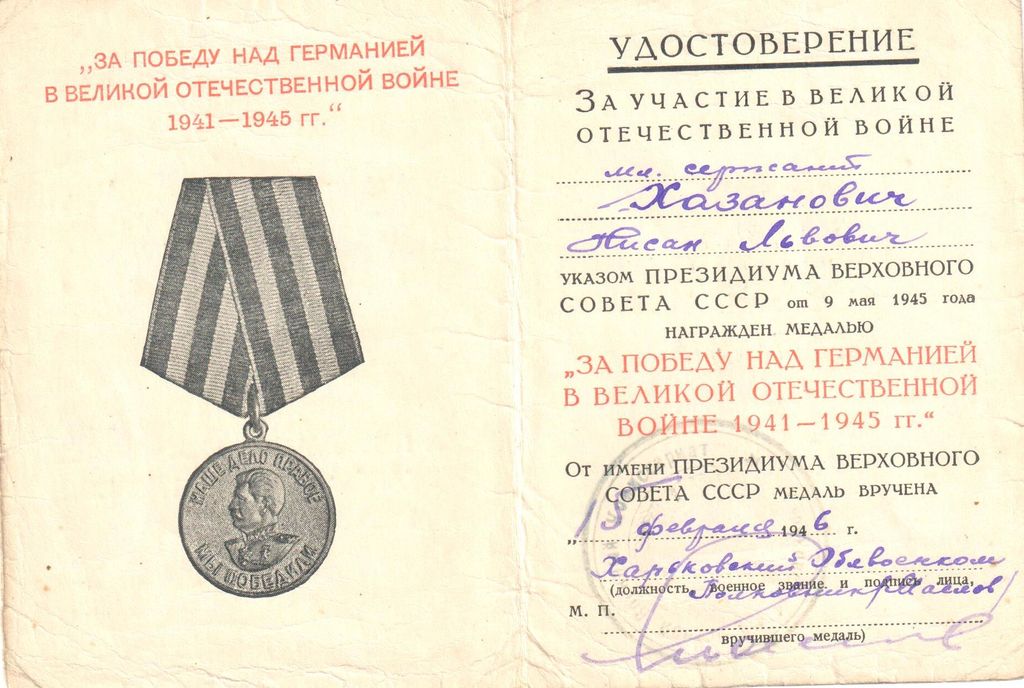 „ЗА ПОБЕДУ НАД ГЕРМАНИЕЙ
В ВЕЛИКОЙ ОТЕЧЕСТВЕННОЙ ВОЙНЕ
1941—1945 гг.“
НАШЕ ДЕЛО ПРАВОЕ
МЫ ПОБЕДИЛИ
УДОСТОВЕРЕНИЕ
ЗА УЧАСТИЕ В ВЕЛИКОЙ
ОТЕЧЕСТВЕННОЙ ВОЙНЕ
мл. сержант
Хазанович
Нисан Львович
УКАЗОМ ПРЕЗИДИУМА ВЕРХОВНОГО
СОВЕТА СССР от 9 мая 1945 года
НАГРАЖДЕН МЕДАЛЬЮ
„ЗА ПОБЕДУ НАД ГЕРМАНИЕЙ
В ВЕЛИКОЙ ОТЕЧЕСТВЕННОЙ
ВОЙНЕ 1941—1945 гг.“
От имени ПРЕЗИДИУМА ВЕРХОВНОГО
СОВЕТА СССР МЕДАЛЬ ВРУЧЕНА
февраля 1946 г.
Харьковский Облвоенком
(должность, военное звание и подпись лица,
Полковник (Маслов)
М. П.
вручившего медаль)